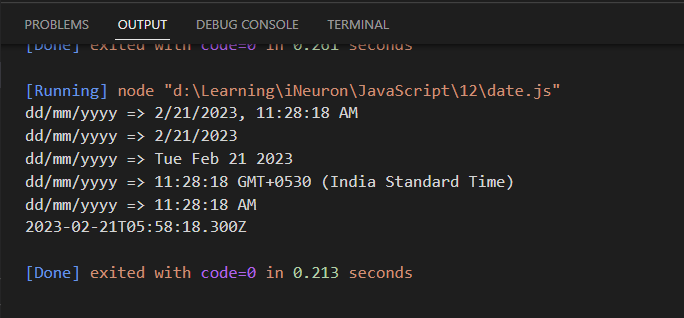 PROBLEMS OUTPUT DEBUG CONSOLE TERMINAL
[Done] exited with code=0 in 0.261 seconds
[Running] node "d:\Learning\iNeuron\JavaScript\12\date.js"
dd/mm/yyyy => 2/21/2023, 11:28:18 AM
dd/mm/yyyy => 2/21/2023
dd/mm/yyyy => Tue Feb 21 2023
dd/mm/yyyy => 11:28:18 GMT+0530 (India Standard Time)
dd/mm/yyyy => 11:28:18 AM
2023-02-21T05:58:18.300Z
[Done] exited with code=0 in 0.213 seconds